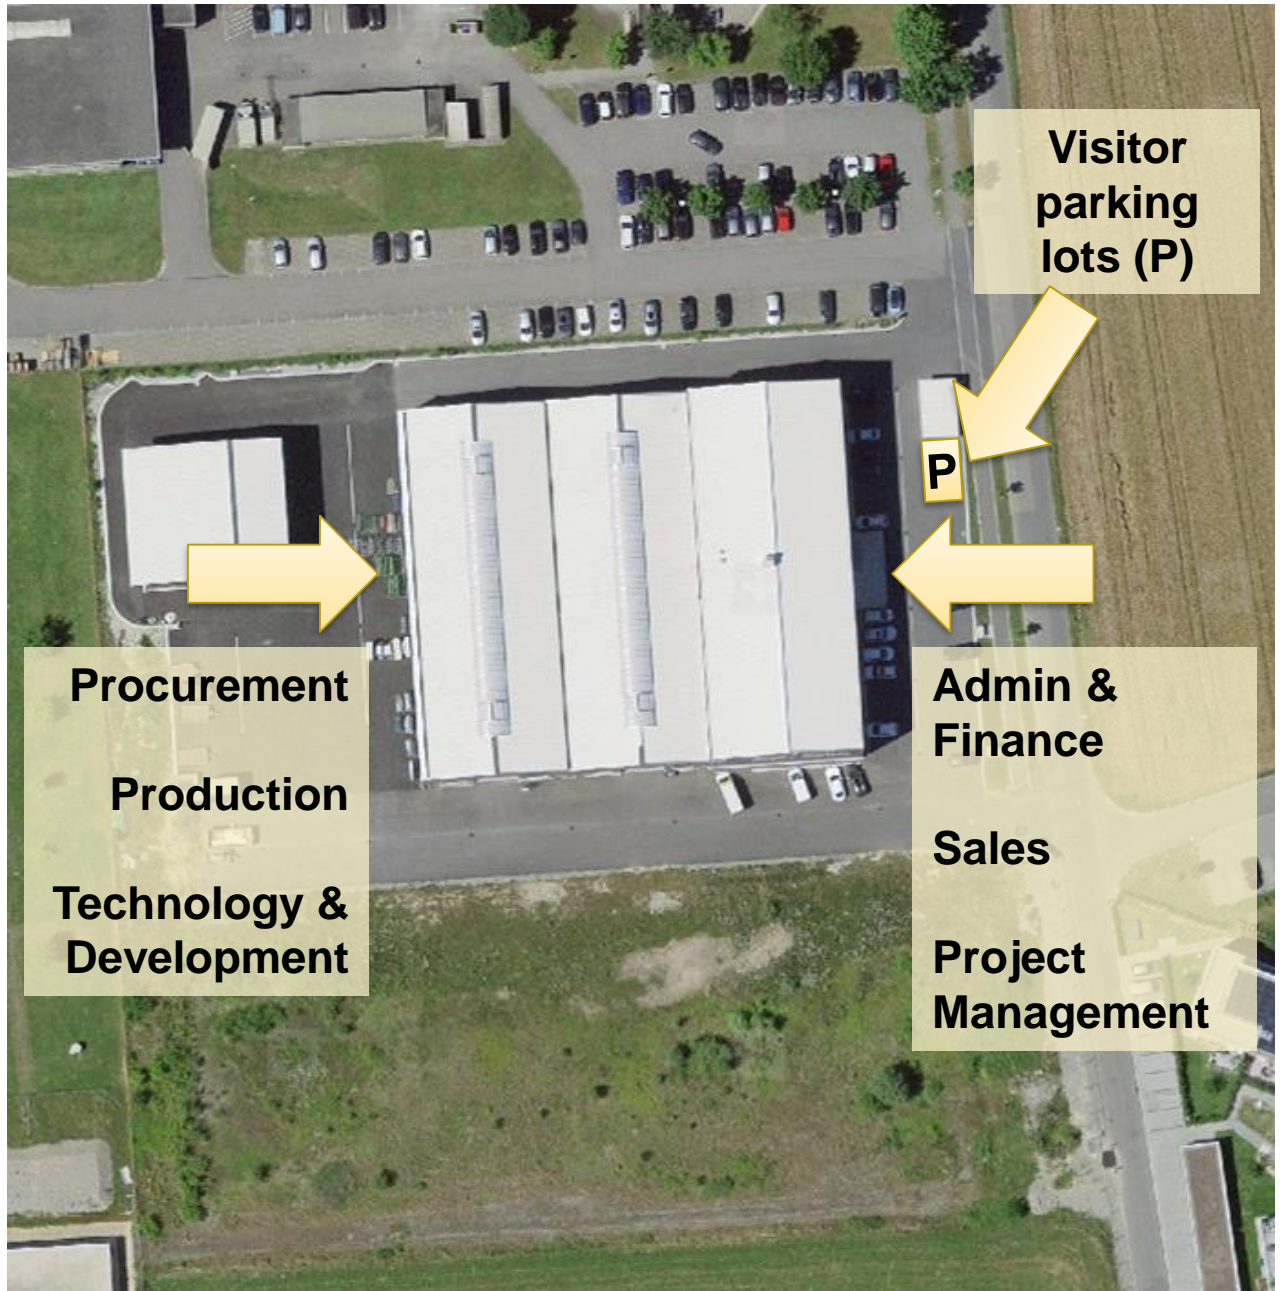 Visitor
parking
lots (P)
P
Procurement
Production
Technology &
Development
Admin &
Finance
Sales
Project
Management